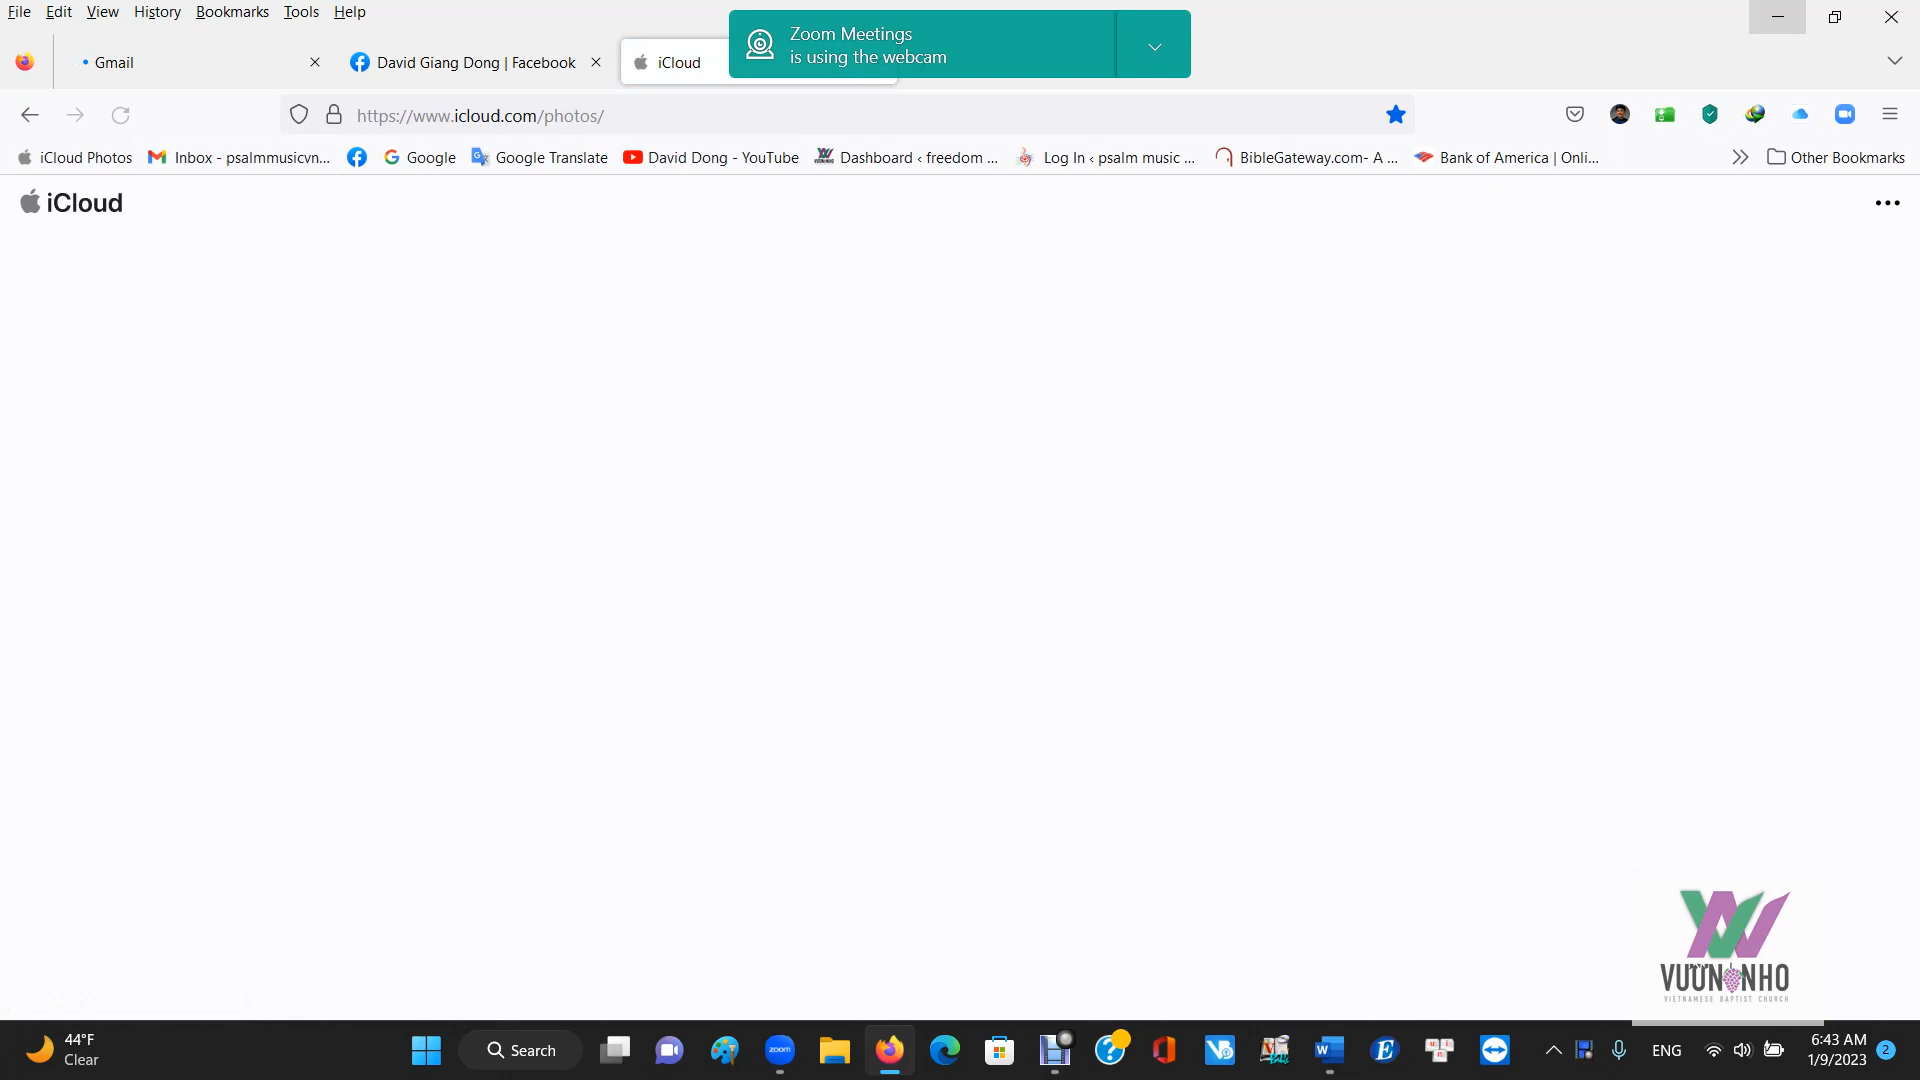 File Edit View History Bookmarks Tools Help
Zoom Meetings
is using the webcam
Gmail
David Giang Dong | Facebook
iCloud
https://www.icloud.com/photos/
iCloud Photos
Inbox - psalmmusicvn...
Google
Google Translate
David Dong - YouTube
Dashboard ‹ freedom ...
Log In ‹ psalm music ...
BibleGateway.com- A ...
Bank of America | Onli...
Other Bookmarks
iCloud
VUONNHO
VIETNAMESE BAPTIST CHURCH
44°F
Clear
Search
zoom
ENG
6:43 AM
1/9/2023
2